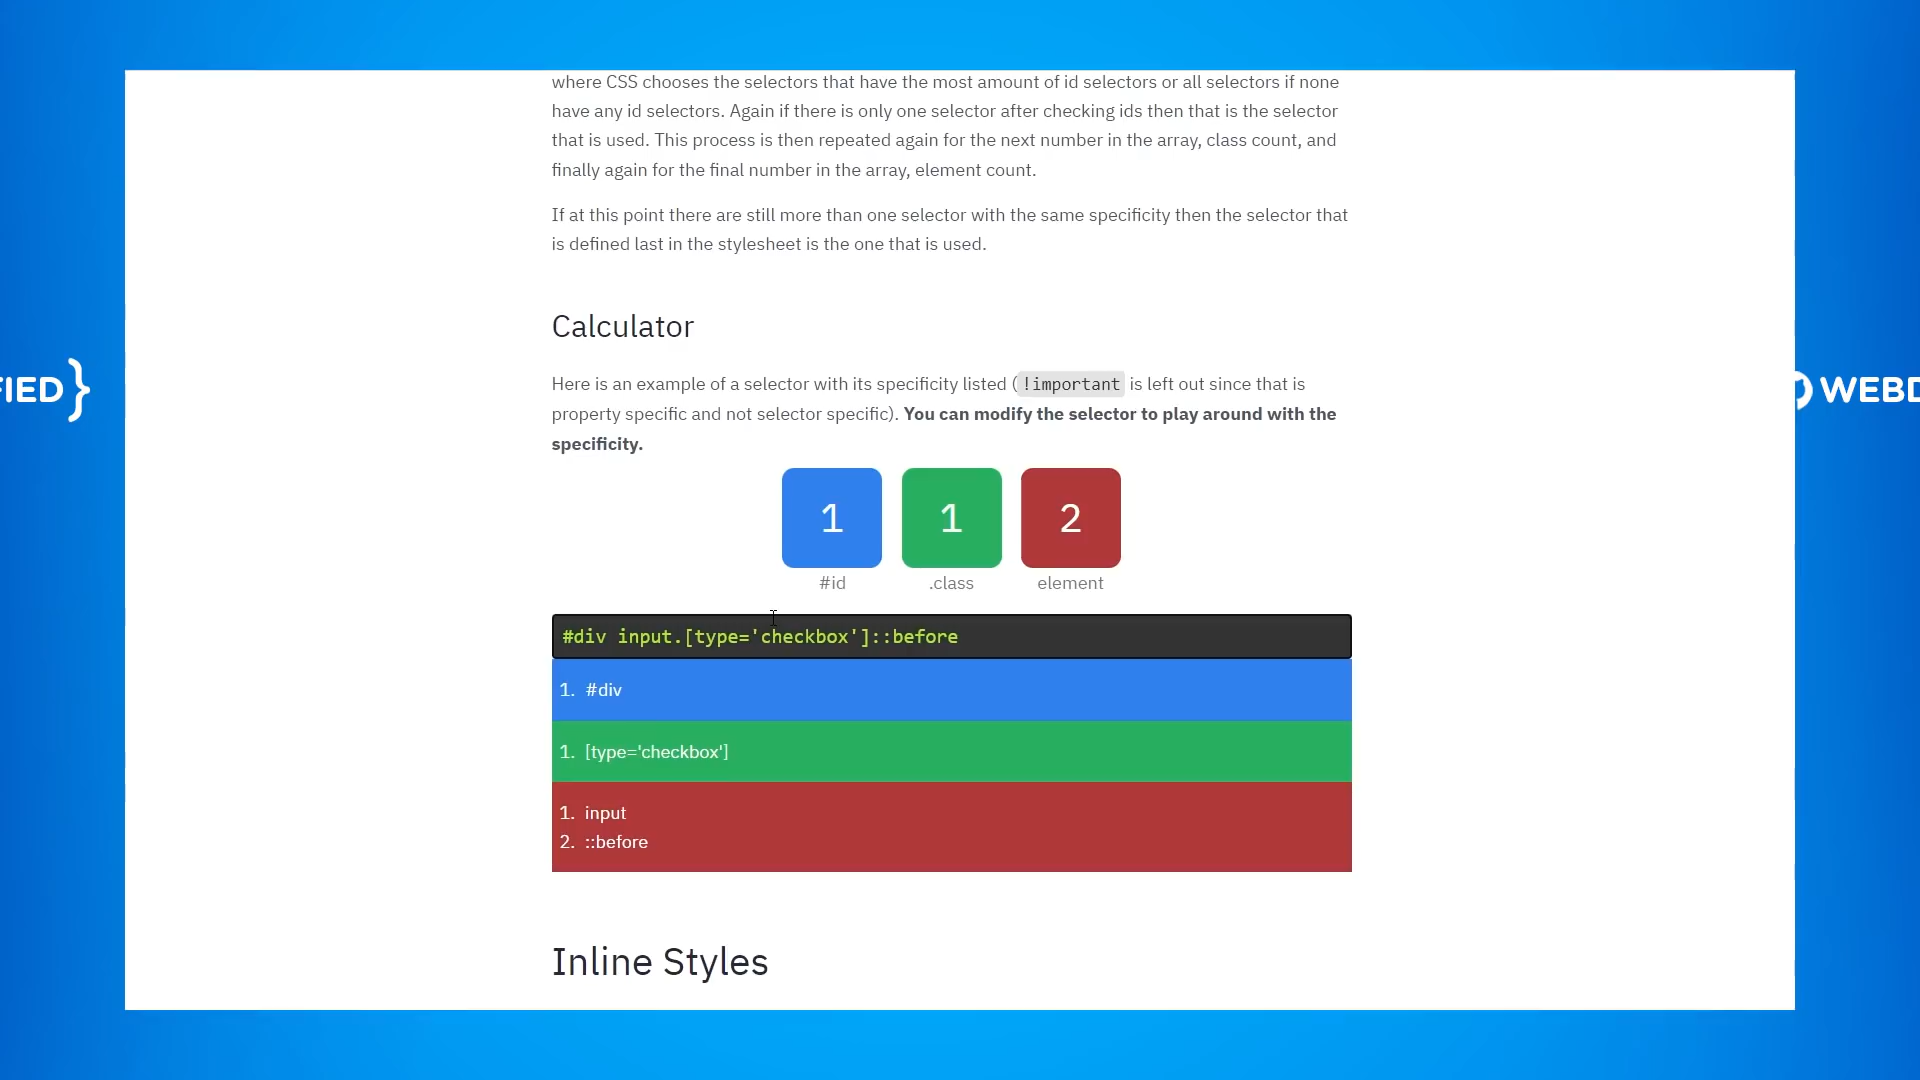 where CSS chooses the selectors that have the most amount of id selectors or all selectors if none
have any id selectors. Again if there is only one selector after checking ids then that is the selector
that is used. This process is then repeated again for the next number in the array, class count, and
finally again for the final number in the array, element count.
If at this point there are still more than one selector with the same specificity then the selector that
is defined last in the stylesheet is the one that is used.
Calculator
Here is an example of a selector with its specificity listed ( !important is left out since that is
property specific and not selector specific). You can modify the selector to play around with the
specificity.
1 1 2
#id .class element
#div input.[type='checkbox']::before
1. #div
1. [type='checkbox']
1. input
2. ::before
Inline Styles
FIED}
WEBD